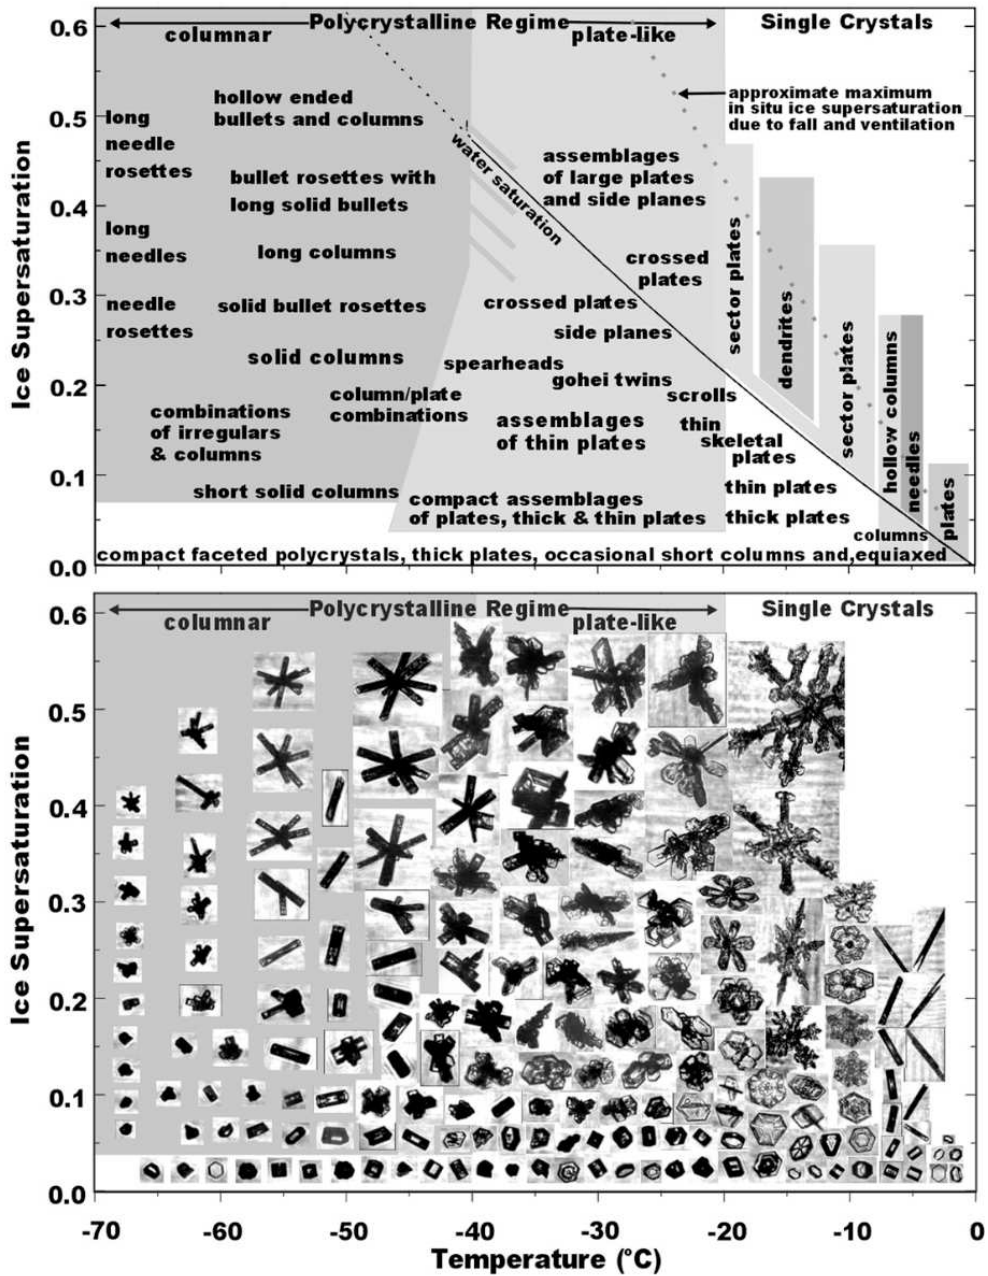 0.6
Polycrystalline Regime
Single Crystals
columnar
plate-like
approximate maximum
in situ ice supersaturation
due to fall and ventilation
hollow ended
bullets and columns
0.5
long
needle
rosettes
water saturation
assemblages
of large plates
and side planes
bullet rosettes with
long solid bullets
0.4
long
needles
long columns
crossed
plates
sector plates
dendrites
0.3
needle
rosettes
solid bullet rosettes
crossed plates
side planes
sector plates
hollow columns
Ice Supersaturation
solid columns
spearheads
gohei twins
0.2
column/plate
combinations
scrolls
combinations
of irregulars
& columns
assemblages
of thin plates
thin
skeletal
plates
needles
0.1
short solid columns
compact assemblages
of plates, thick & thin plates
thin plates
thick plates
plates
columns
compact faceted polycrystals, thick plates, occasional short columns and equiaxed
0.0
0.6
Polycrystalline Regime
Single Crystals
columnar
plate-like
0.5
0.4
0.3
Ice Supersaturation
0.2
0.1
0.0
-70 -60 -50 -40 -30 -20 -10 0
Temperature (°C)